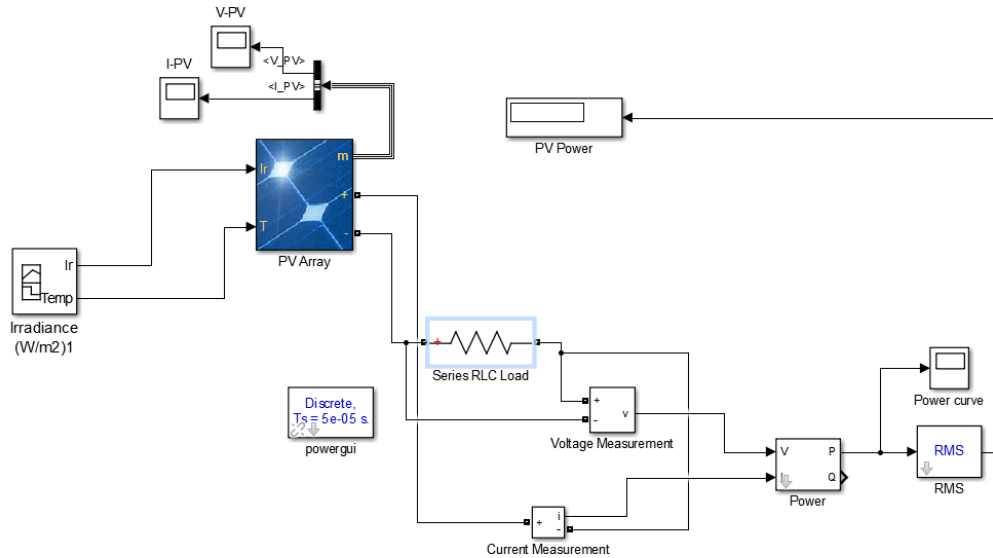 V-PV
<V_PV>
I-PV
<I_PV>
PV Power
m
Ir
+
T
-
PV Array
Ir
Temp
Irradiance
(W/m2)1
+
Series RLC Load
Discrete,
Ts = 5e-05 s.
powergui
+
-
v
Voltage Measurement
Power curve
V
P
I
Q
Power
RMS
RMS
+
i
-
Current Measurement